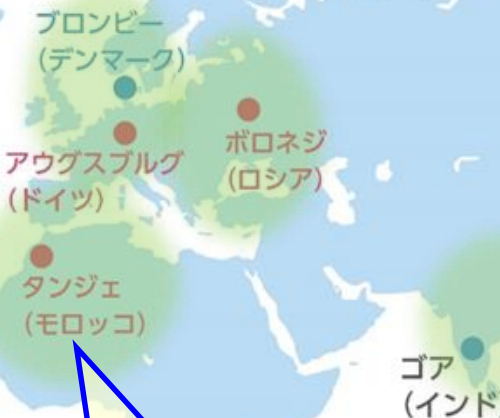 ブロンビー
(デンマーク)
ボロネジ
(ロシア)
アウグスブルグ
(ドイツ)
タンジェ
(モロッコ)
ゴア
(インド